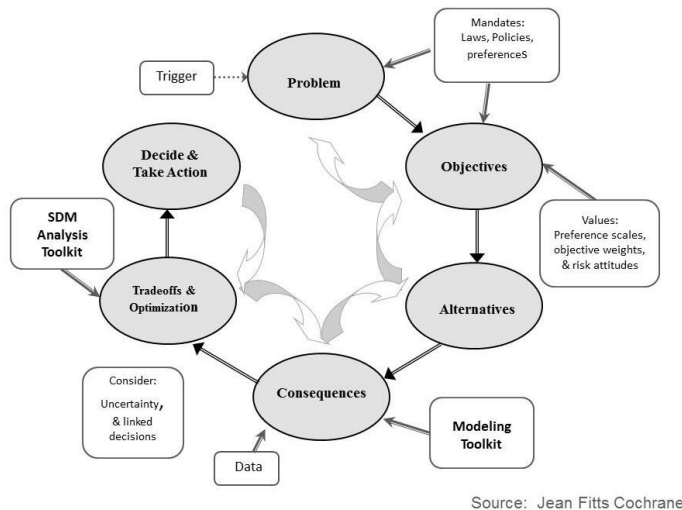 Mandates:
Laws, Policies,
preferences
Trigger
Problem
Decide &
Take Action
Objectives
SDM
Analysis
Toolkit
Values:
Preference scales,
objective weights,
& risk attitudes
Tradeoffs &
Optimization
Alternatives
Consider:
Uncertainty,
& linked
decisions
Consequences
Modeling
Toolkit
Data
Source: Jean Fitts Cochrane